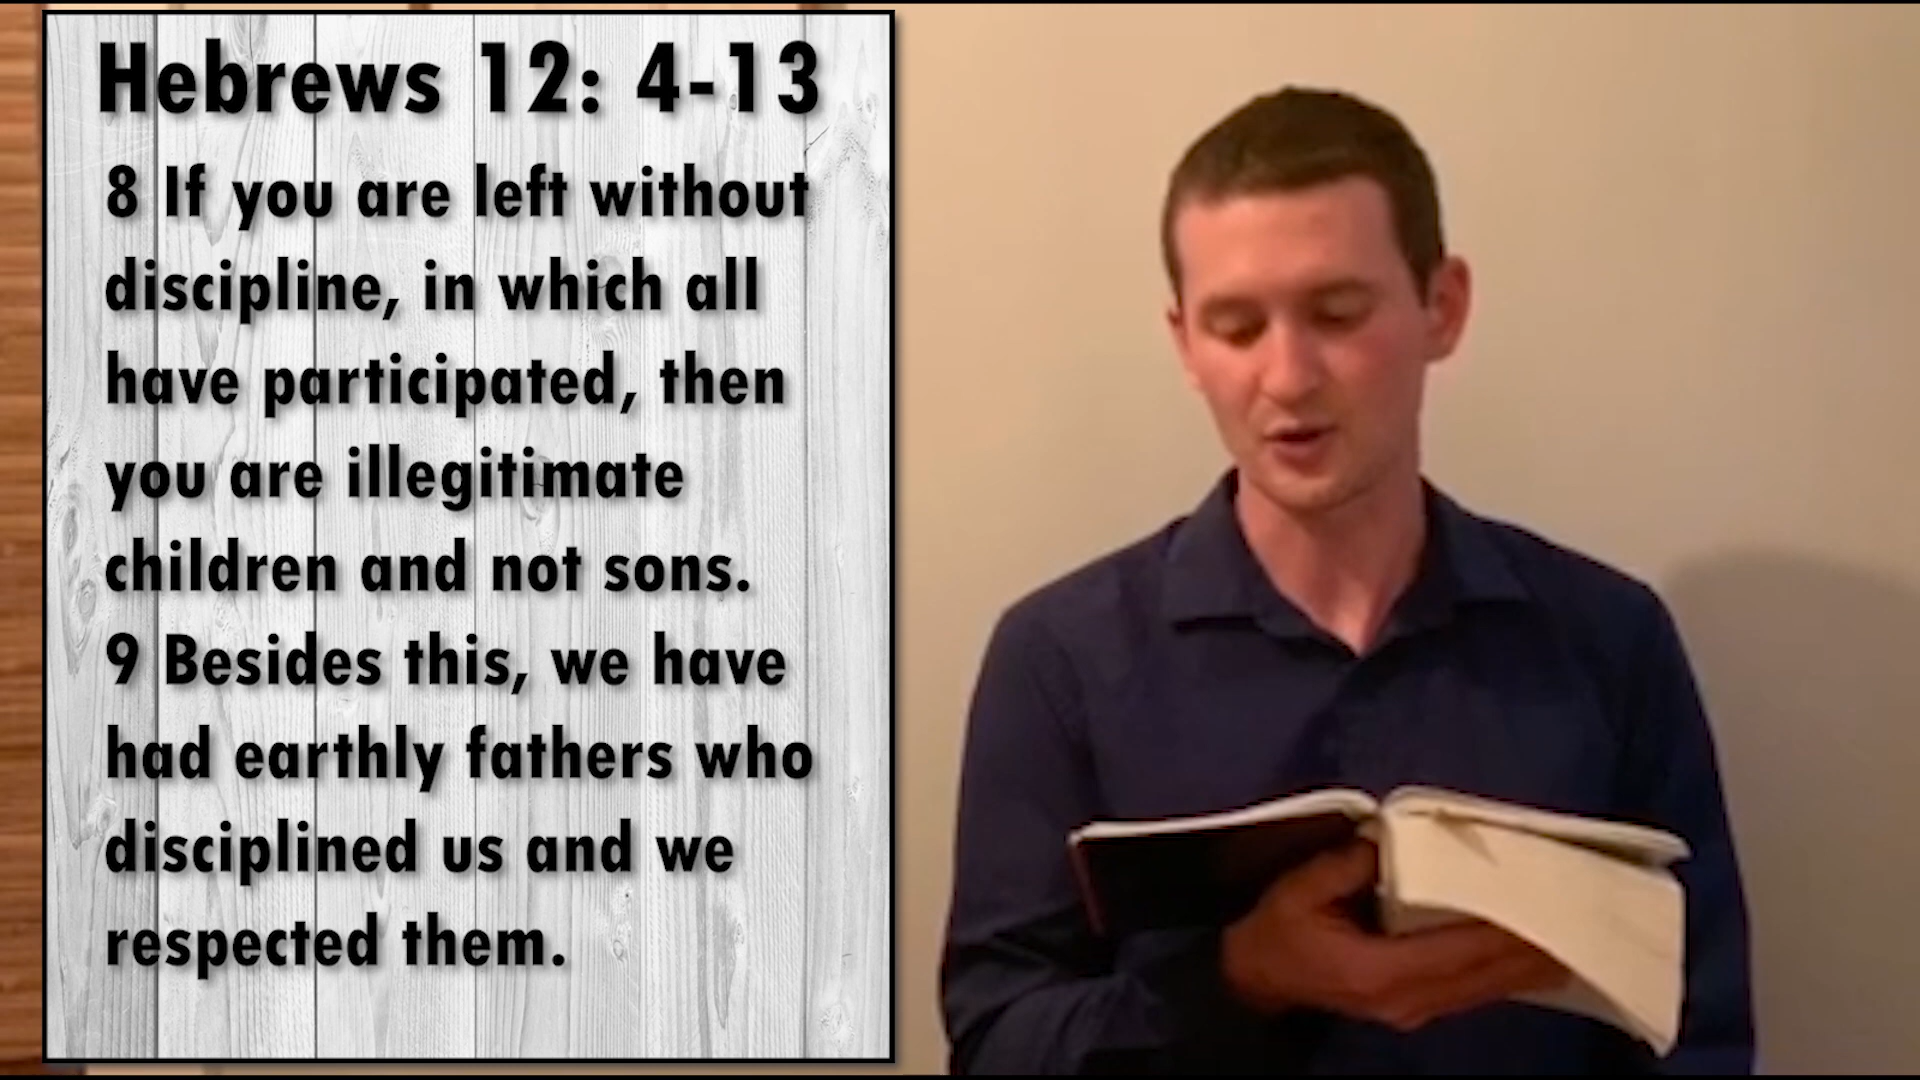 Hebrews 12: 4-13
8 If you are left without
discipline, in which all
have participated, then
you are illegitimate
children and not sons.
9 Besides this, we have
had earthly fathers who
disciplined us and we
respected them.